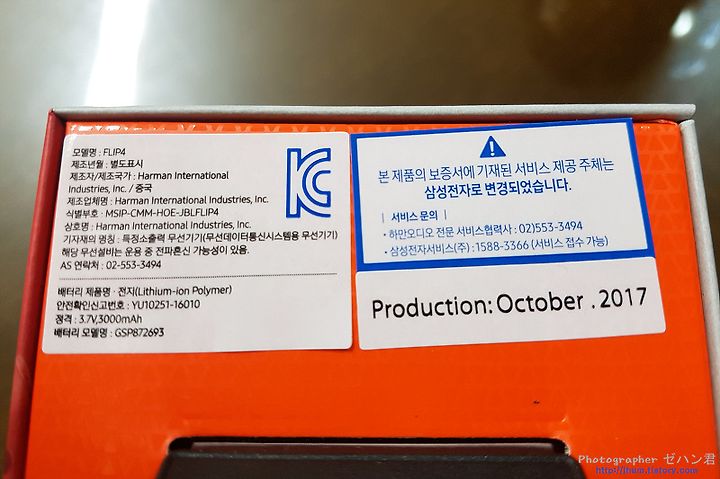 모델명 : FLIP4
제조년월 : 별도표시
제조자/제조국가 : Harman International
Industries, Inc. / 중국
제조업체명 : Harman International Industries, Inc.
식별부호 : MSIP-CMM-HOE-JBLFLIP4
상호명 : Harman International Industries, Inc.
기자재의 명칭 : 특정소출력 무선기기(무선데이터통신시스템용 무선기기)
해당 무선설비는 운용 중 전파혼신 가능성이 있음.
AS 연락처 : 02-553-3494
배터리 제품명 · 전지(Lithium-ion Polymer)
안전확인신고번호 : YU10251-16010
정격 : 3.7V,3000mAh
배터리 모델명 : GSP872693
본 제품의 보증서에 기재된 서비스 제공 주체는
삼성전자로 변경되었습니다.
| 서비스 문의 |
• 하만오디오 전문 서비스협력사 : 02)553-3494
• 삼성전자서비스(주) : 1588-3366 (서비스 접수 가능)
Production: October . 2017
Photographer ゼハン君
http://jhum.tistory.com